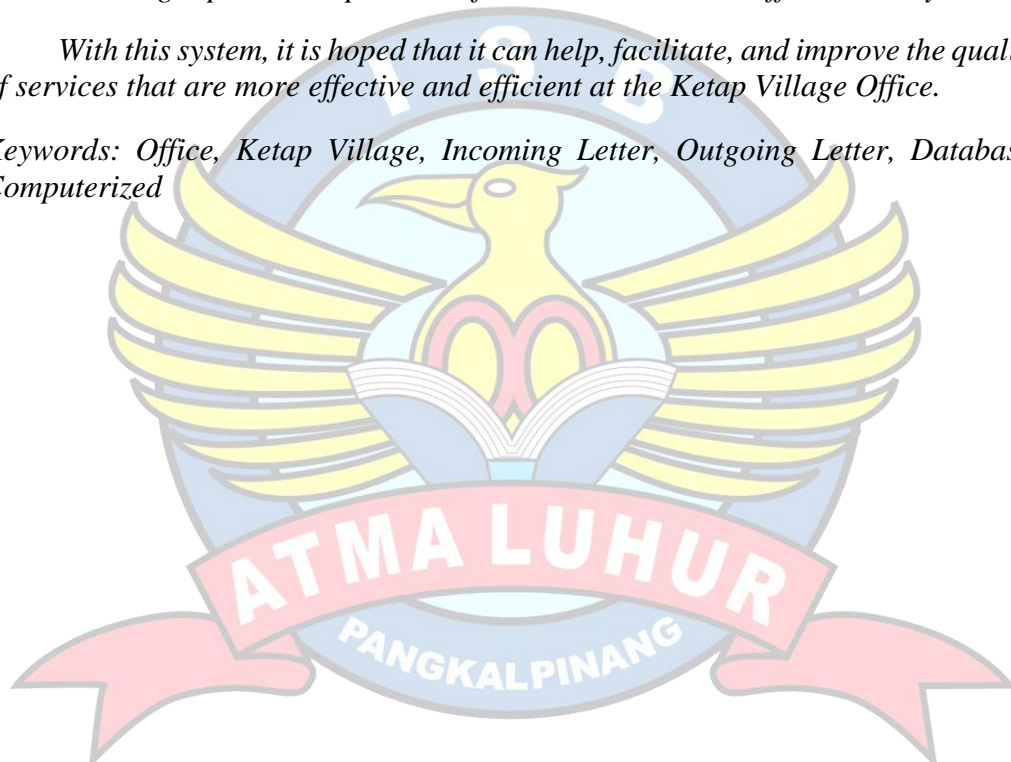 With this system, it is hoped that it can help, facilitate, and improve the quali
f services that are more effective and efficient at the Ketap Village Office.
Keywords: Office, Ketap Village, Incoming Letter, Outgoing Letter, Databas
Computerized
I S B
ATMA LUHUR
PANGKALPINANG